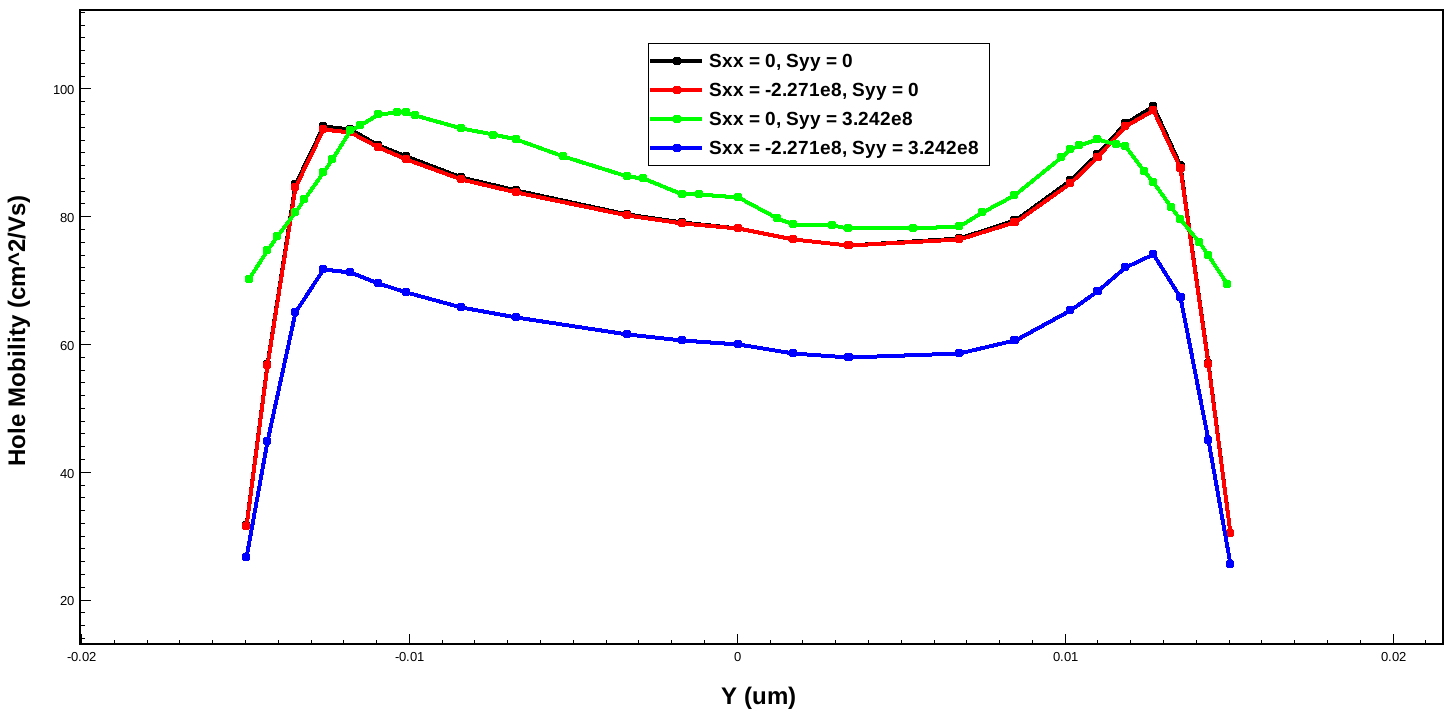 Sxx = 0, Syy = 0
Sxx = -2.271e8, Syy = 0
Sxx = 0, Syy = 3.242e8
Sxx = -2.271e8, Syy = 3.242e8
Hole Mobility (cm^2/Vs)
100
80
60
40
20
-0.02 -0.01 0 0.01 0.02
Y (um)